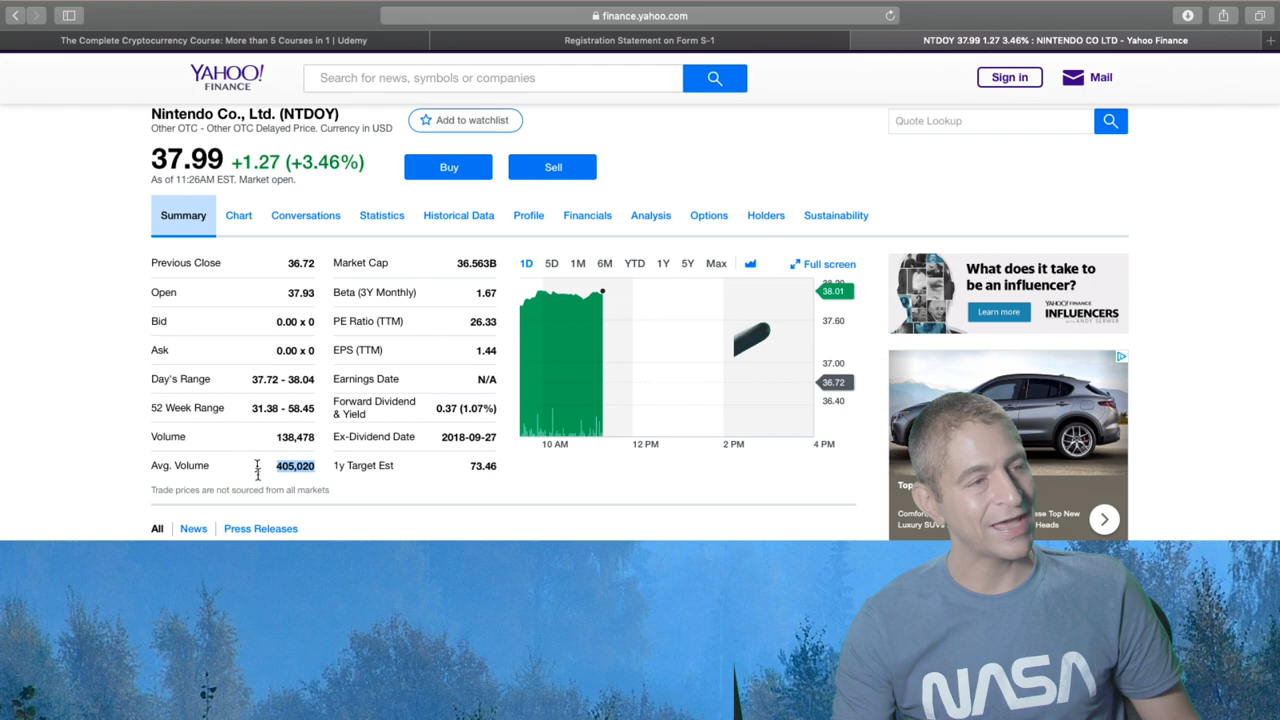 finance.yahoo.com
The Complete Cryptocurrency Course: More than 5 Courses in 1 | Udemy
Registration Statement on Form S-1
NTDOY 37.99 1.27 3.46% : NINTENDO CO LTD - Yahoo Finance
YAHOO!
FINANCE
Search for news, symbols or companies
Sign in
Mail
Nintendo Co., Ltd. (NTDOY)
Other OTC - Other OTC Delayed Price. Currency in USD
Add to watchlist
Quote Lookup
37.99 +1.27 (+3.46%)
As of 11:26AM EST. Market open.
Buy
Sell
Summary Chart Conversations Statistics Historical Data Profile Financials Analysis Options Holders Sustainability
Previous Close 36.72
Open 37.93
Bid 0.00 x 0
Ask 0.00 x 0
Day's Range 37.72 - 38.04
52 Week Range 31.38 - 58.45
Volume 138,478
Avg. Volume 405,020
Market Cap 36.563B
Beta (3Y Monthly) 1.67
PE Ratio (TTM) 26.33
EPS (TTM) 1.44
Earnings Date N/A
Forward Dividend
& Yield 0.37 (1.07%)
Ex-Dividend Date 2018-09-27
1y Target Est 73.46
Trade prices are not sourced from all markets
1D 5D 1M 6M YTD 1Y 5Y Max
Full screen
38.01
37.60
37.00
36.72
36.40
10 AM 12 PM 2 PM 4 PM
What does it take to
be an influencer?
Learn more
YAHOO! FINANCE
INFLUENCERS
WITH ANDY SERWER
Top
Luxury
Top New
Heads
All News Press Releases
NASA